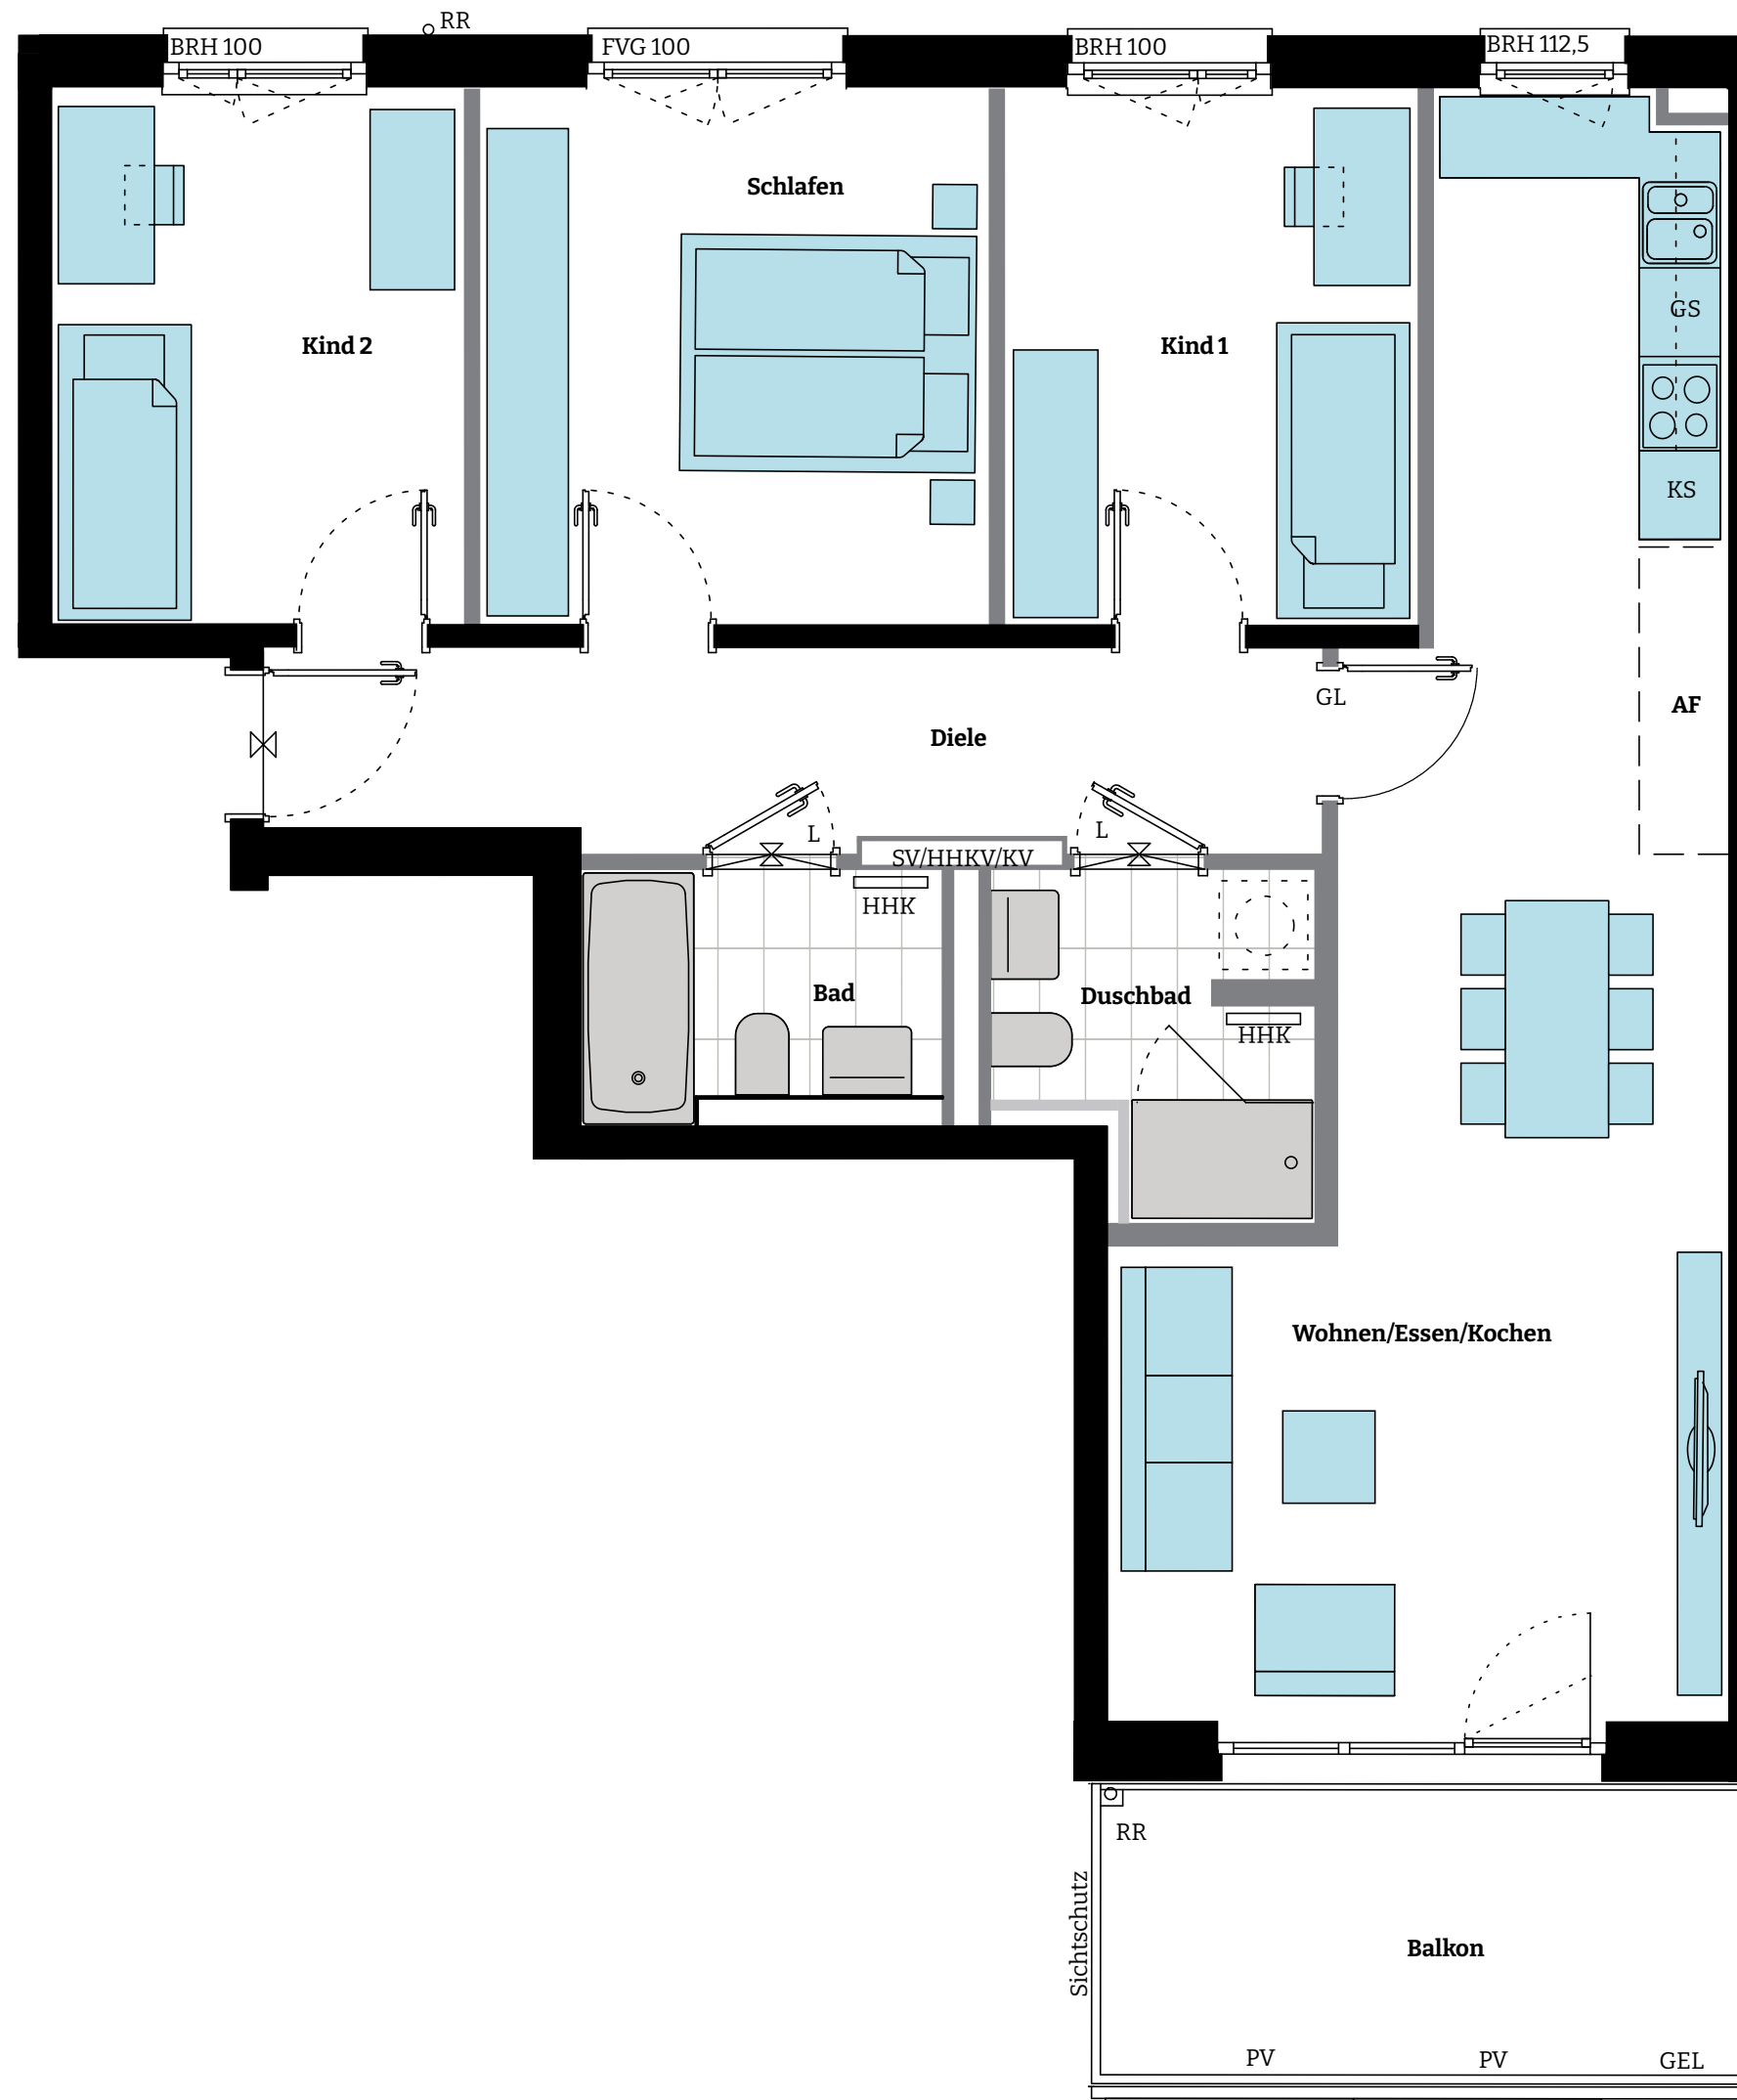 RR
BRH 100
FVG 100
BRH 100
BRH 112,5
Schlafen
Kind 2
Kind 1
GS
KS
GL
AF
Diele
L
L
SV/HHKV/KV
HHK
Bad
Duschbad
HHK
Wohnen/Essen/Kochen
RR
Sichtschutz
Balkon
PV
PV
GEL